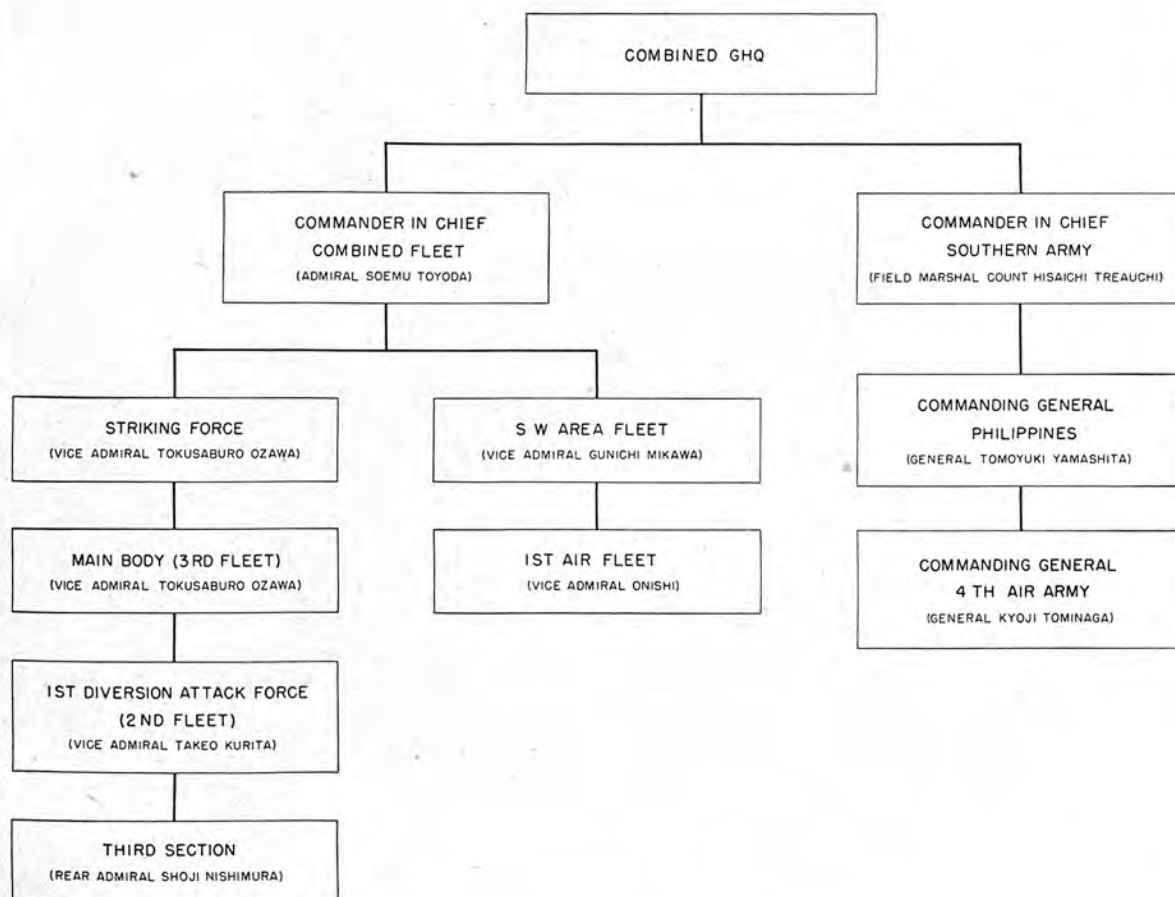 COMBINED GHQ
COMMANDER IN CHIEF
COMBINED FLEET
(ADMIRAL SOEMU TOYODA)
COMMANDER IN CHIEF
SOUTHERN ARMY
(FIELD MARSHAL COUNT HISAICHI TREAUCHI)
STRIKING FORCE
(VICE ADMIRAL TOKUSABURO OZAWA)
S W AREA FLEET
(VICE ADMIRAL GUNICHI MIKAWA)
COMMANDING GENERAL
PHILIPPINES
(GENERAL TOMOYUKI YAMASHITA)
MAIN BODY (3RD FLEET)
(VICE ADMIRAL TOKUSABURO OZAWA)
1ST AIR FLEET
(VICE ADMIRAL ONISHI)
COMMANDING GENERAL
4 TH AIR ARMY
(GENERAL KYOJI TOMINAGA)
1ST DIVERSION ATTACK FORCE
(2ND FLEET)
(VICE ADMIRAL TAKEO KURITA)
THIRD SECTION
(REAR ADMIRAL SHOJI NISHIMURA)